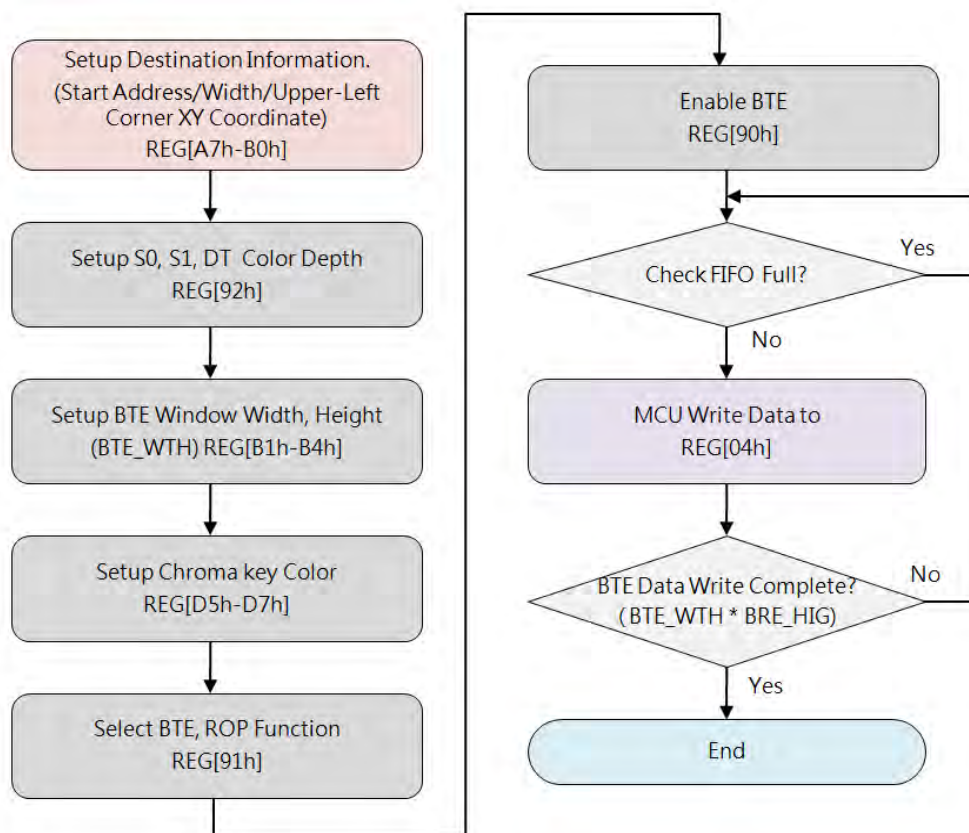 Setup Destination Information.
(Start Address/Width/Upper-Left
Corner XY Coordinate)
REG[A7h-B0h]
Setup S0, S1, DT Color Depth
REG[92h]
Setup BTE Window Width, Height
(BTE_WTH) REG[B1h-B4h]
Setup Chroma key Color
REG[D5h-D7h]
Select BTE, ROP Function
REG[91h]
Enable BTE
REG[90h]
Check FIFO Full?
Yes
No
MCU Write Data to
REG[04h]
BTE Data Write Complete?
( BTE_WTH * BRE_HIG)
No
Yes
End